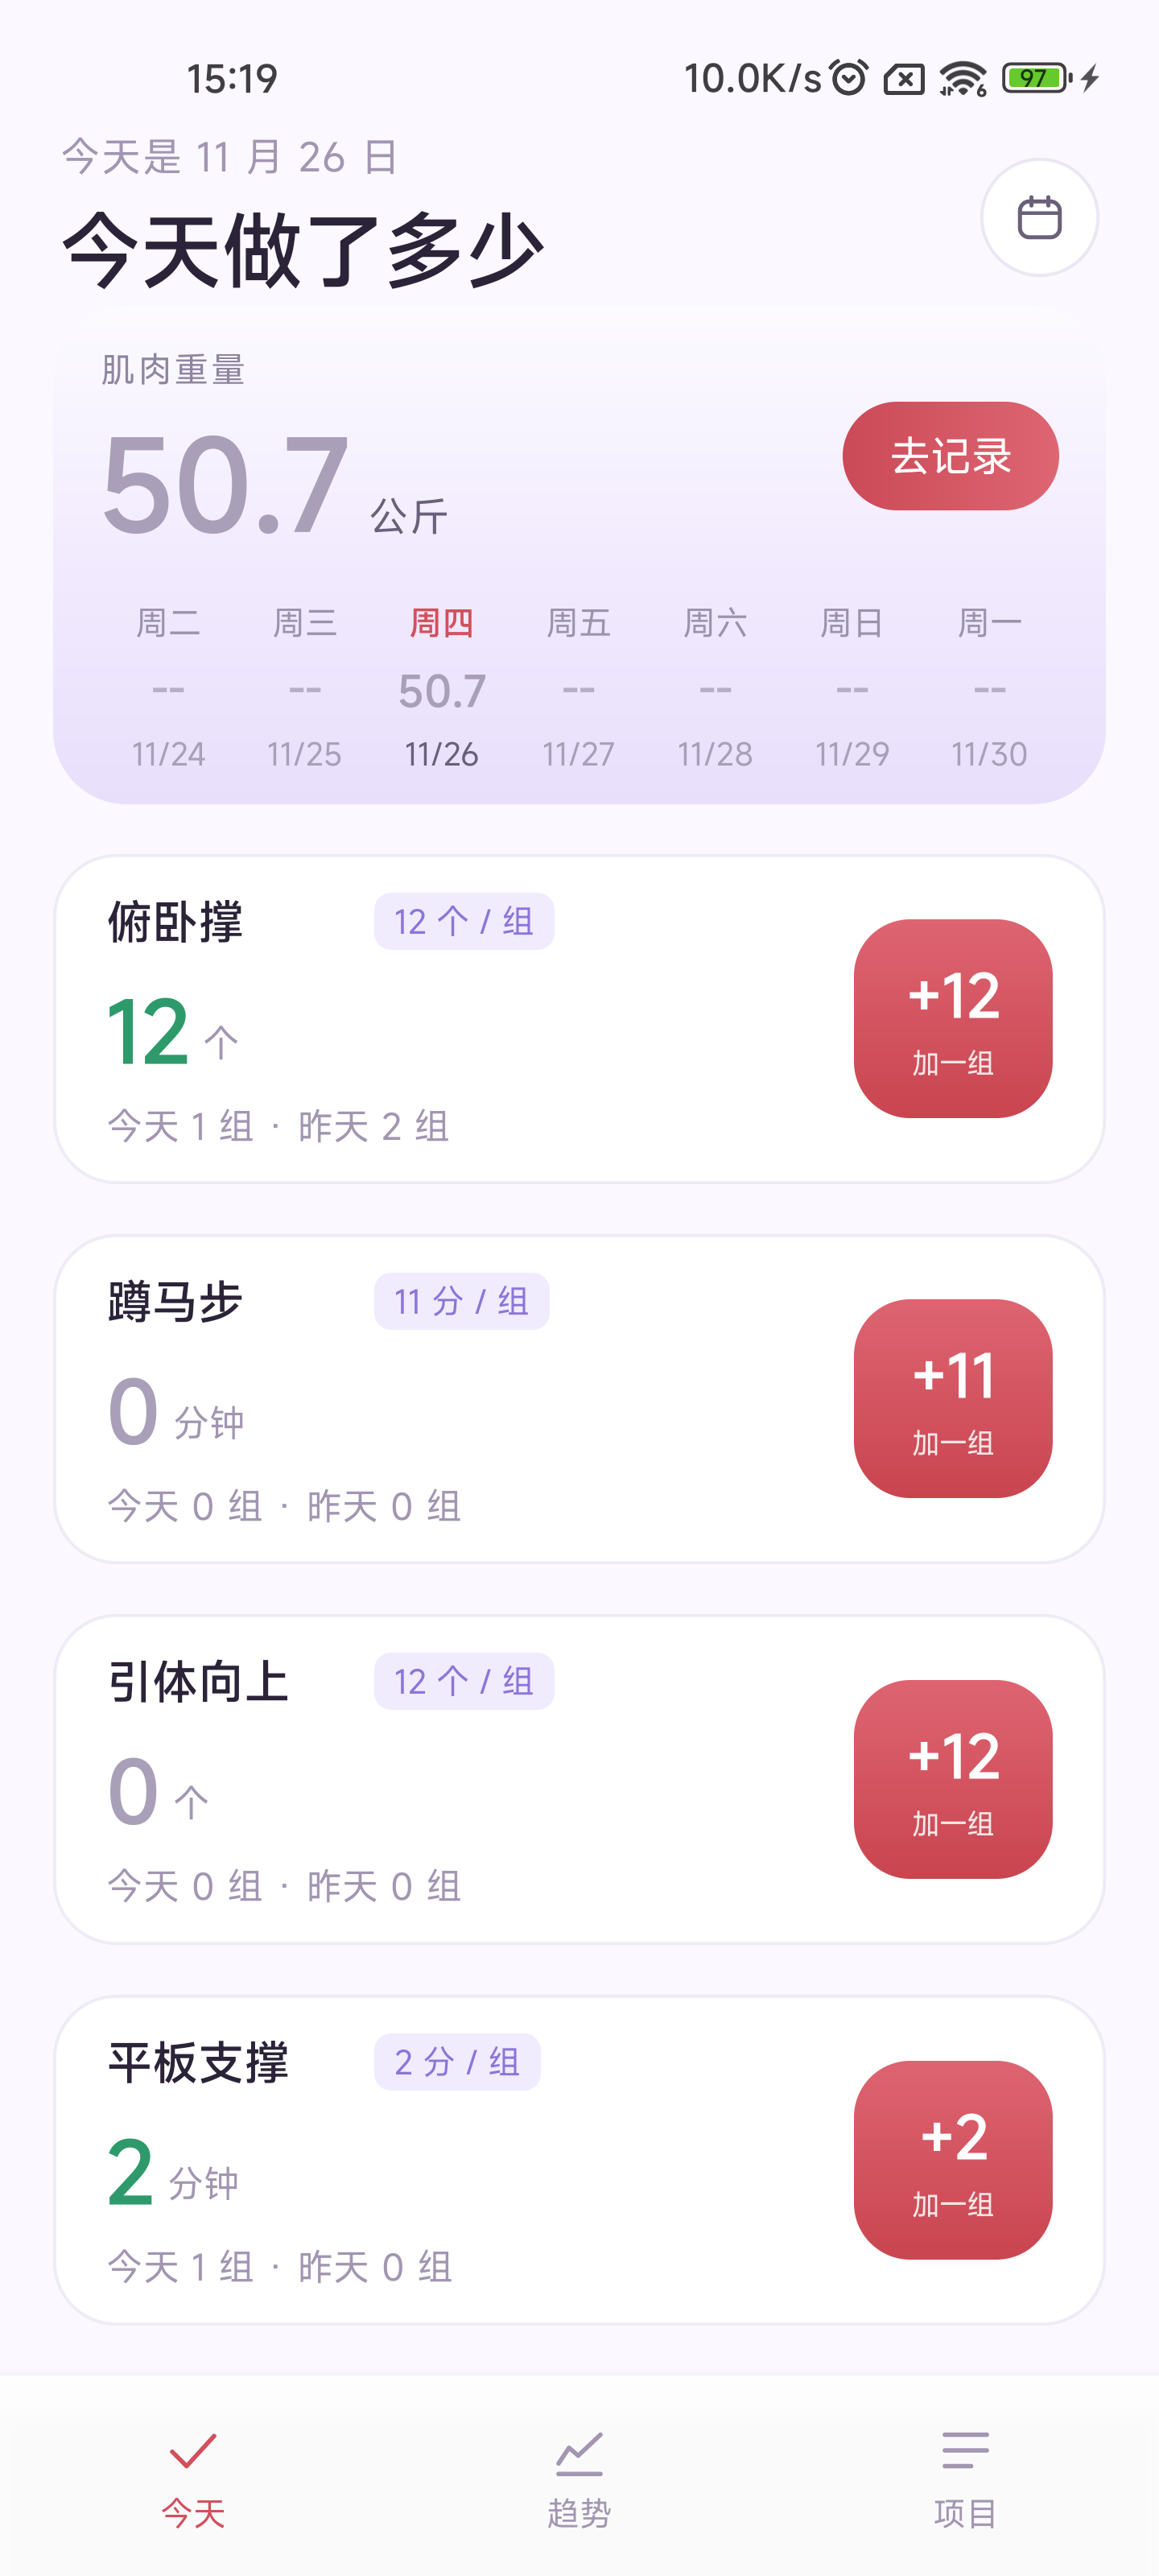 15:19 10.0K/s 6 97
今天是 11 月 26 日
今天做了多少
肌肉重量
50.7 公斤
去记录
周二 周三 周四 周五 周六 周日 周一
-- -- 50.7 -- -- -- --
11/24 11/25 11/26 11/27 11/28 11/29 11/30
俯卧撑 12 个 / 组
12 个
今天 1 组 · 昨天 2 组
+12
加一组
蹲马步 11 分 / 组
0 分钟
今天 0 组 · 昨天 0 组
+11
加一组
引体向上 12 个 / 组
0 个
今天 0 组 · 昨天 0 组
+12
加一组
平板支撑 2 分 / 组
2 分钟
今天 1 组 · 昨天 0 组
+2
加一组
今天 趋势 项目